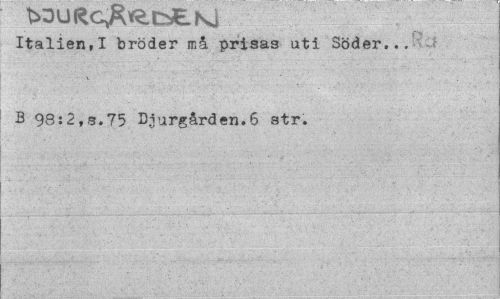 DJURGÅRDEN
Italien,I bröder må prisas uti Söder...
B 98:2,s.75 Djurgården.6 str.